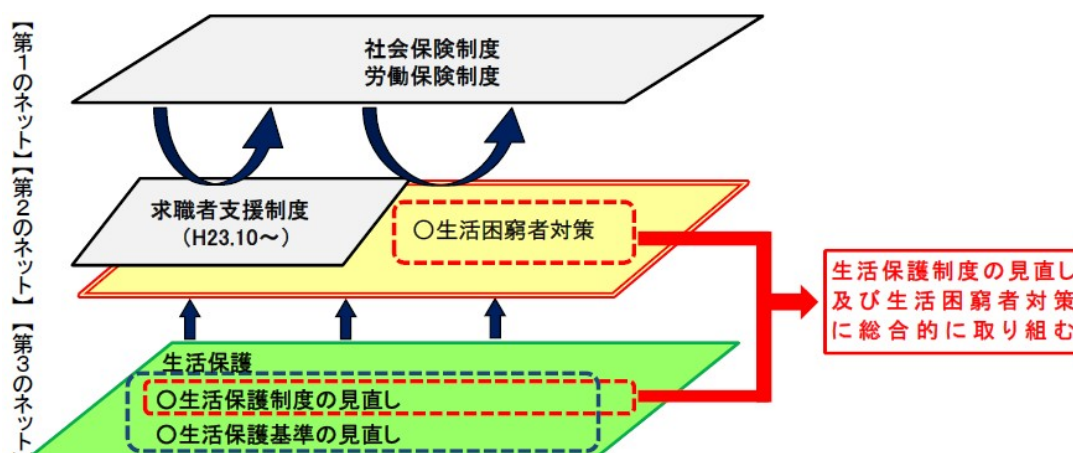 【第1のネット】
社会保険制度
労働保険制度
【第2のネット】
求職者支援制度
(H23.10～)
○生活困窮者対策
生活保護制度の見直し
及び生活困窮者対策
に総合的に取り組む
【第3のネット
生活保護
○生活保護制度の見直し
○生活保護基準の見直し